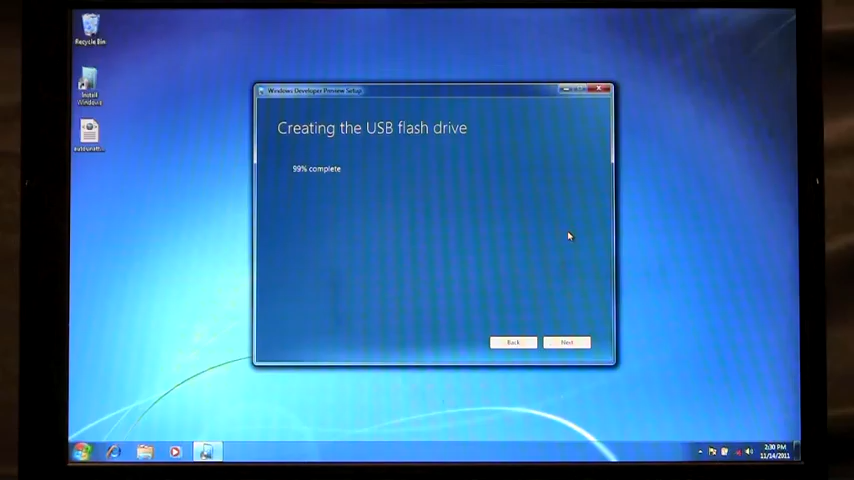 Recycle Bin
Install
Windows
Windows Developer Preview Setup
Creating the USB flash drive
99% complete
Back
Next
2:30 PM
11/14/2011